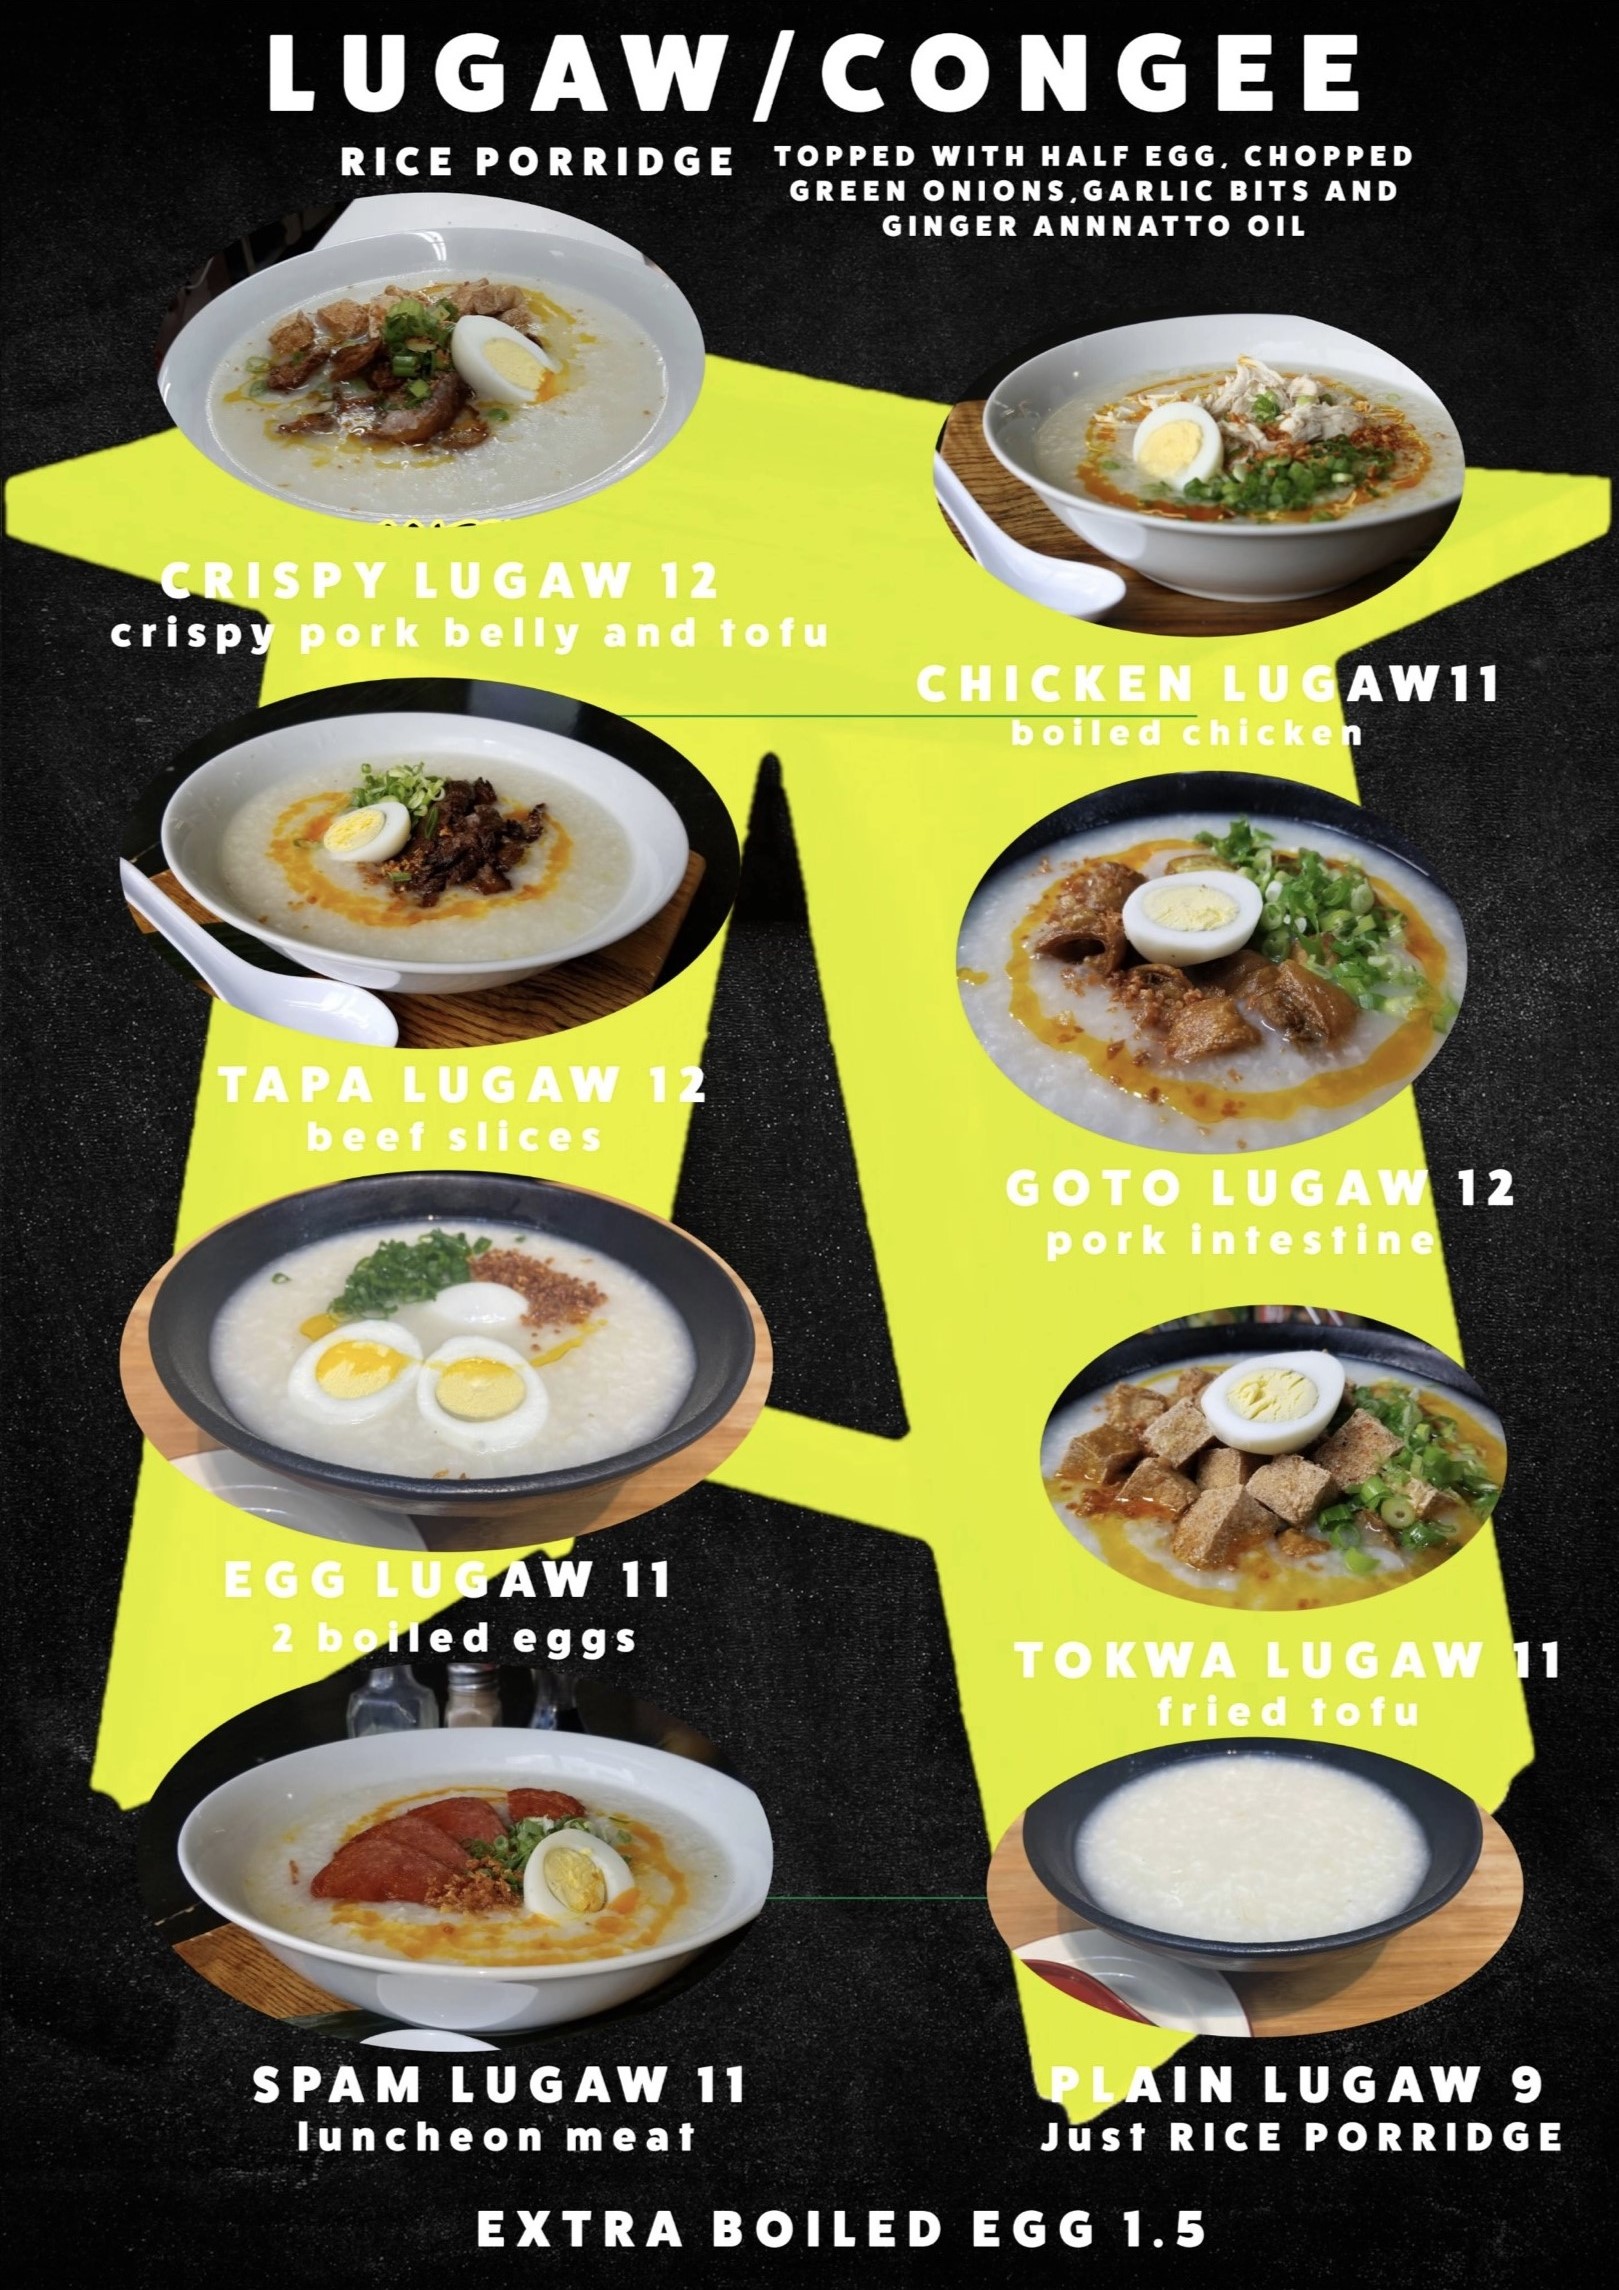 LUGAW/CONGEE
RICE PORRIDGE
TOPPED WITH HALF EGG, CHOPPED
GREEN ONIONS,GARLIC BITS AND
GINGER ANNNATTO OIL
CRISPY LUGAW 12
crispy pork belly and tofu
CHICKEN LUGAW11
boiled chicken
TAPA LUGAW 12
beef slices
GOTO LUGAW 12
pork intestine
EGG LUGAW 11
2 boiled eggs
TOKWA LUGAW 11
fried tofu
SPAM LUGAW 11
luncheon meat
PLAIN LUGAW 9
Just RICE PORRIDGE
EXTRA BOILED EGG 1.5